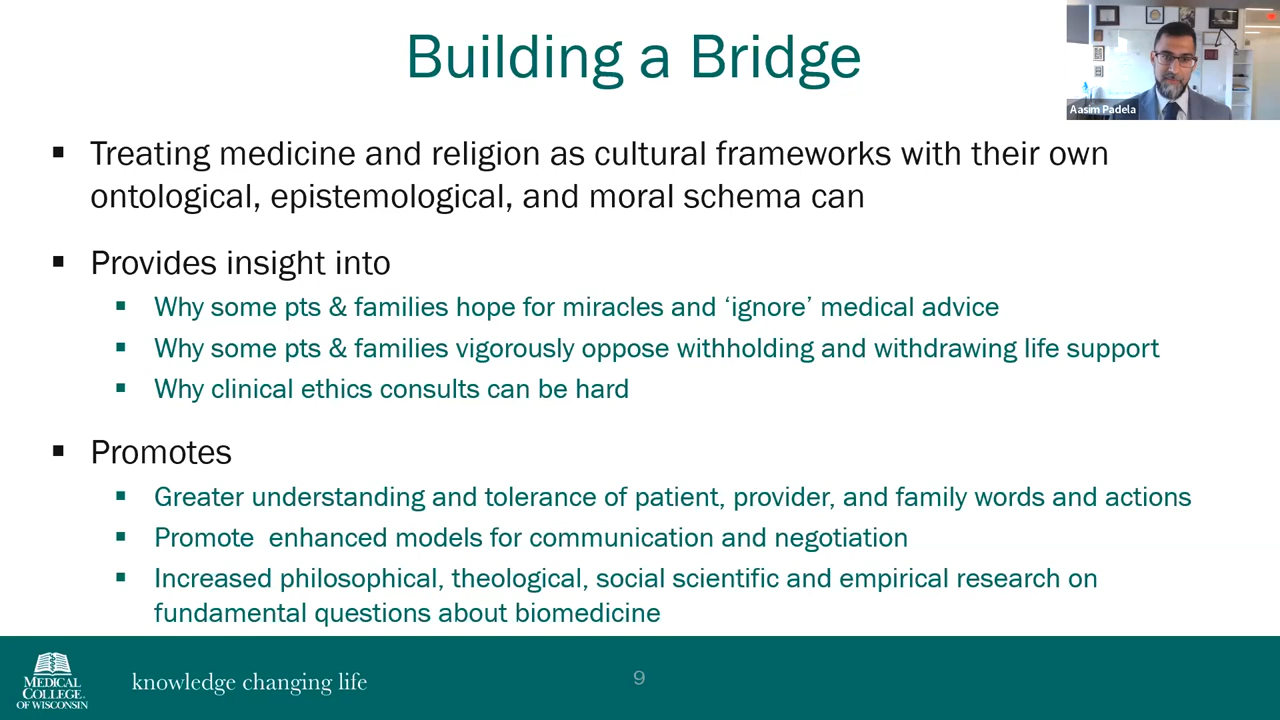 Building a Bridge
Aasim Padela
▪ Treating medicine and religion as cultural frameworks with their own
ontological, epistemological, and moral schema can
▪ Provides insight into
▪ Why some pts & families hope for miracles and ‘ignore’ medical advice
▪ Why some pts & families vigorously oppose withholding and withdrawing life support
▪ Why clinical ethics consults can be hard
▪ Promotes
▪ Greater understanding and tolerance of patient, provider, and family words and actions
▪ Promote  enhanced models for communication and negotiation
▪ Increased philosophical, theological, social scientific and empirical research on
fundamental questions about biomedicine
MEDICAL
COLLEGE
OF WISCONSIN
knowledge changing life
9